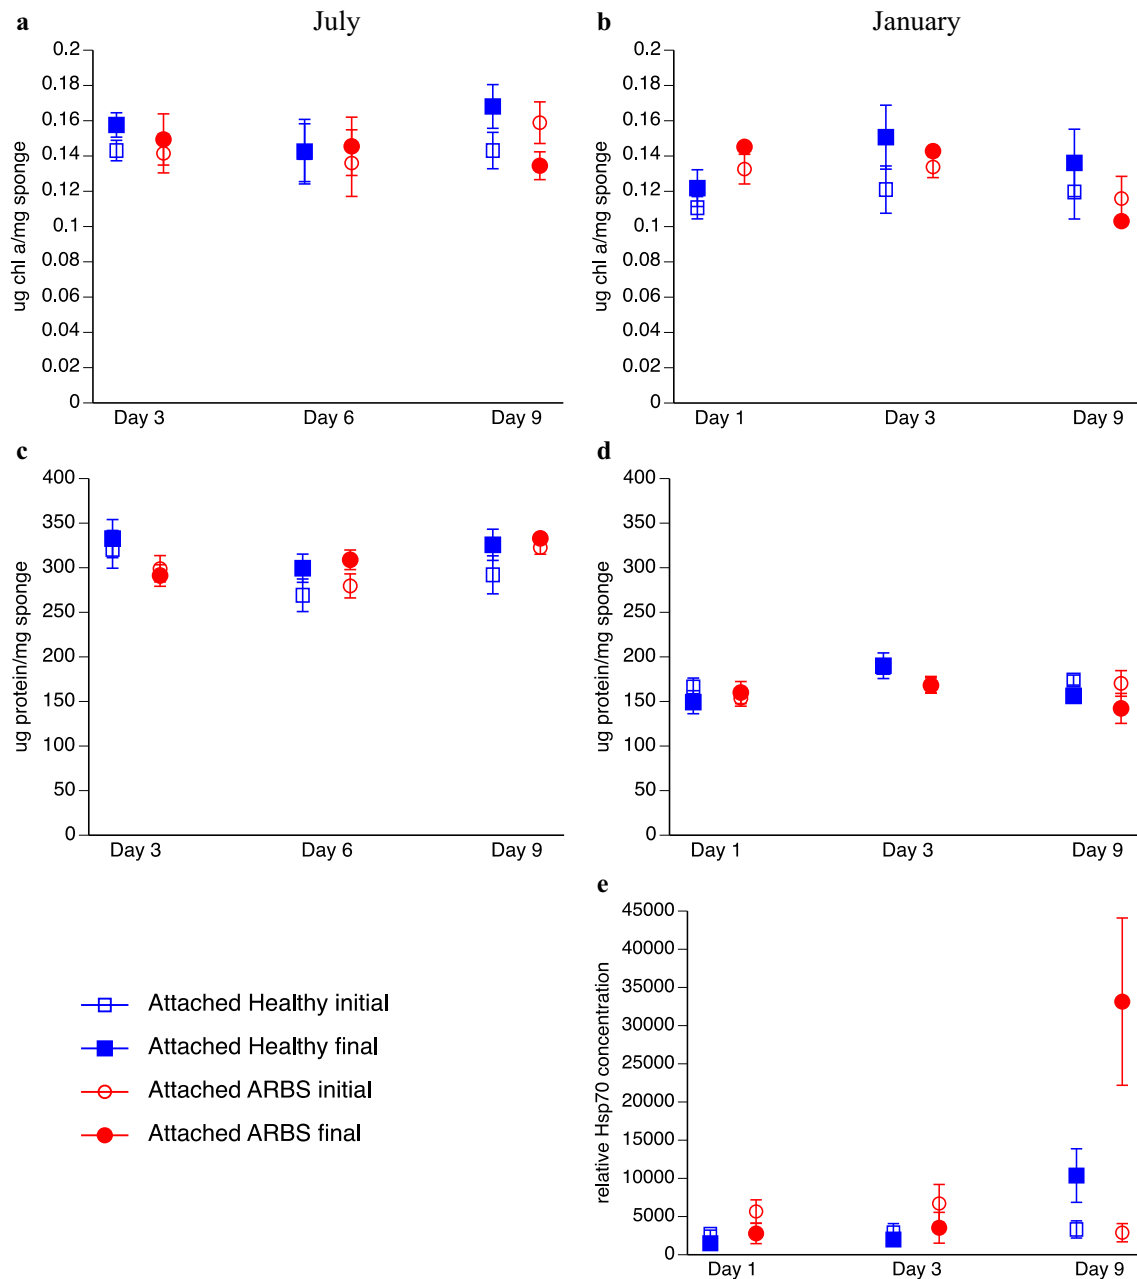 a
July
0.2
0.18
0.16
0.14
0.12
0.1
0.08
0.06
0.04
0.02
0
ug chl a/mg sponge
Day 3
Day 6
Day 9
b
January
0.2
0.18
0.16
0.14
0.12
0.1
0.08
0.06
0.04
0.02
0
ug chl a/mg sponge
Day 1
Day 3
Day 9
c
400
350
300
250
200
150
100
50
0
ug protein/mg sponge
Day 3
Day 6
Day 9
d
400
350
300
250
200
150
100
50
0
ug protein/mg sponge
Day 1
Day 3
Day 9
Attached Healthy initial
Attached Healthy final
Attached ARBS initial
Attached ARBS final
e
45000
40000
35000
30000
25000
20000
15000
10000
5000
0
relative Hsp70 concentration
Day 1
Day 3
Day 9